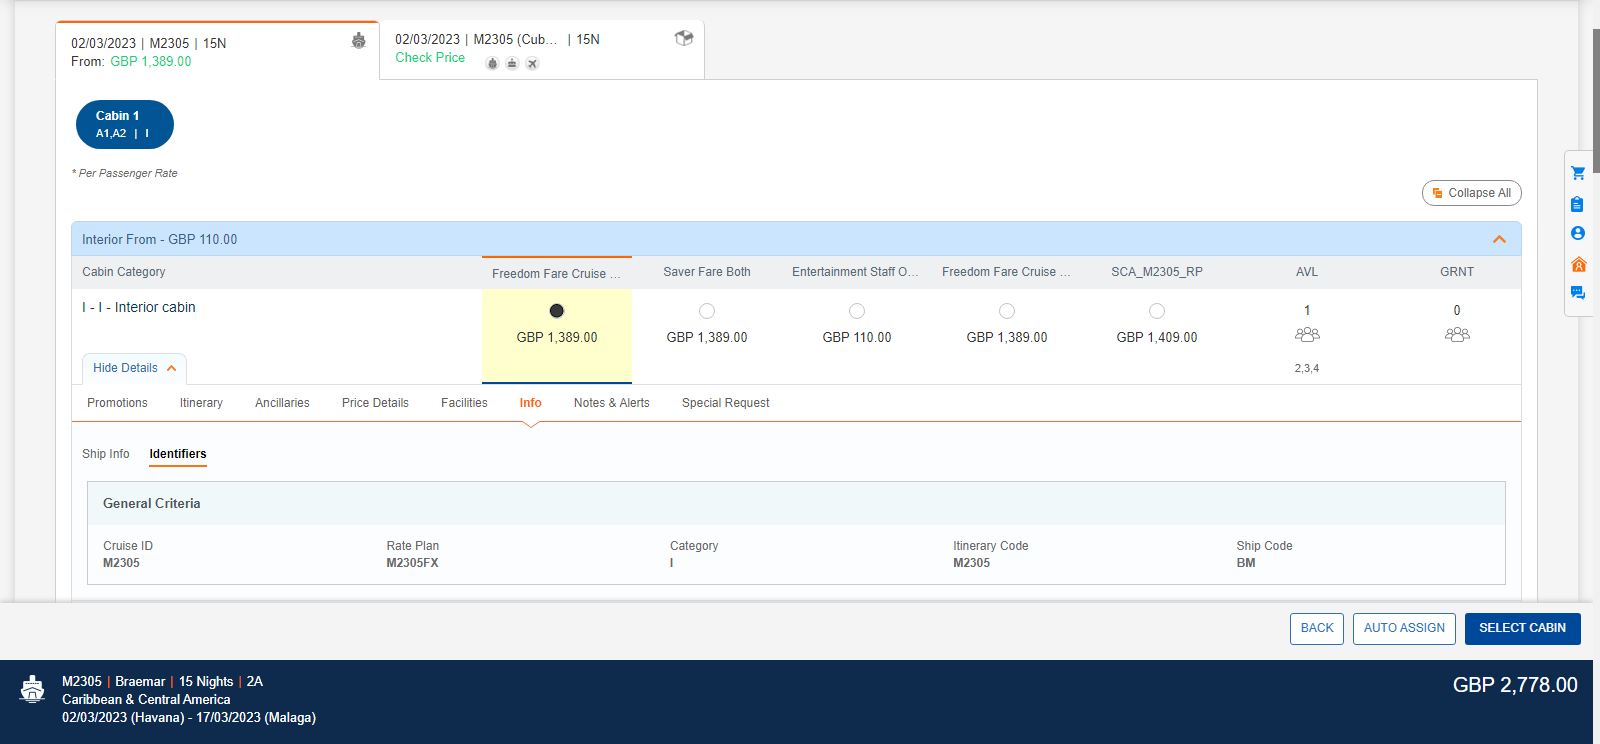 02/03/2023 | M2305 | 15N
From: GBP 1,389.00
02/03/2023 | M2305 (Cub... | 15N
Check Price
Cabin 1
A1,A2 | I
* Per Passenger Rate
Collapse All
Interior From - GBP 110.00
Cabin Category
Freedom Fare Cruise ...
Saver Fare Both
Entertainment Staff O...
Freedom Fare Cruise ...
SCA_M2305_RP
AVL
GRNT
I - I - Interior cabin
GBP 1,389.00
GBP 1,389.00
GBP 110.00
GBP 1,389.00
GBP 1,409.00
1
0
2,3,4
Hide Details
Promotions Itinerary Ancillaries Price Details Facilities Info Notes & Alerts Special Request
Ship Info Identifiers
General Criteria
Cruise ID Rate Plan Category Itinerary Code Ship Code
M2305 M2305FX I M2305 BM
BACK AUTO ASSIGN SELECT CABIN
M2305 | Braemar | 15 Nights | 2A
Caribbean & Central America
02/03/2023 (Havana) - 17/03/2023 (Malaga)
GBP 2,778.00